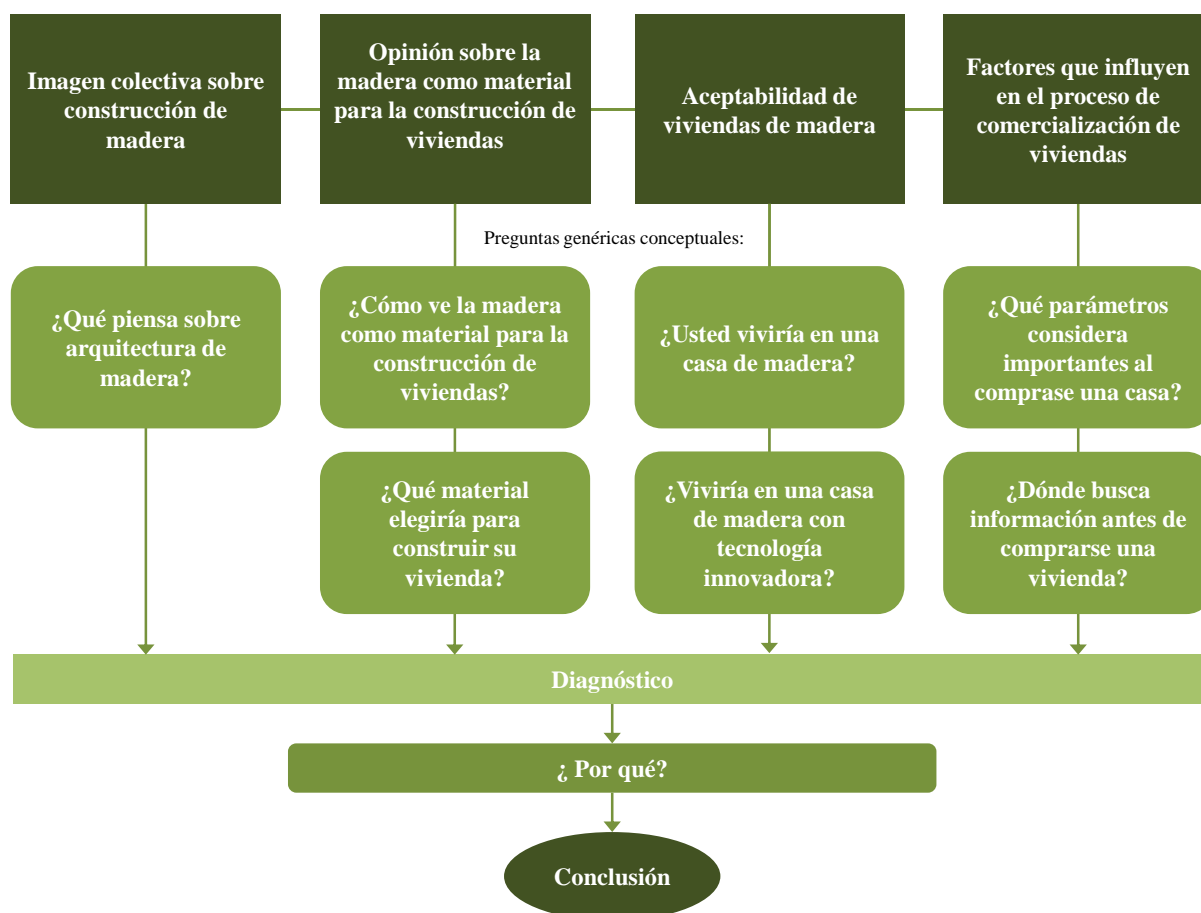 Imagen colectiva sobre
construcción de
madera
Opinión sobre la
madera como material
para la construcción de
viviendas
Aceptabilidad de
viviendas de madera
Factores que influyen
en el proceso de
comercialización de
viviendas
Preguntas genéricas conceptuales:
¿Qué piensa sobre
arquitectura de
madera?
¿Cómo ve la madera
como material para la
construcción de
viviendas?
¿Usted viviría en una
casa de madera?
¿Qué parámetros
considera
importantes al
comprase una casa?
¿Qué material
elegiría para
construir su
vivienda?
¿Viviría en una casa
de madera con
tecnología
innovadora?
¿Dónde busca
información antes de
comprarse una
vivienda?
Diagnóstico
¿ Por qué?
Conclusión